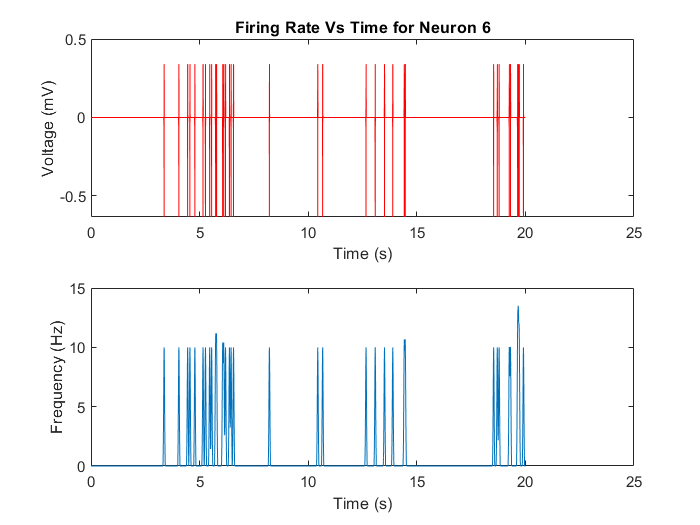 Firing Rate Vs Time for Neuron 6
0.5
0
-0.5
Voltage (mV)
0 5 10 15 20 25
Time (s)
15
10
5
0
Frequency (Hz)
0 5 10 15 20 25
Time (s)